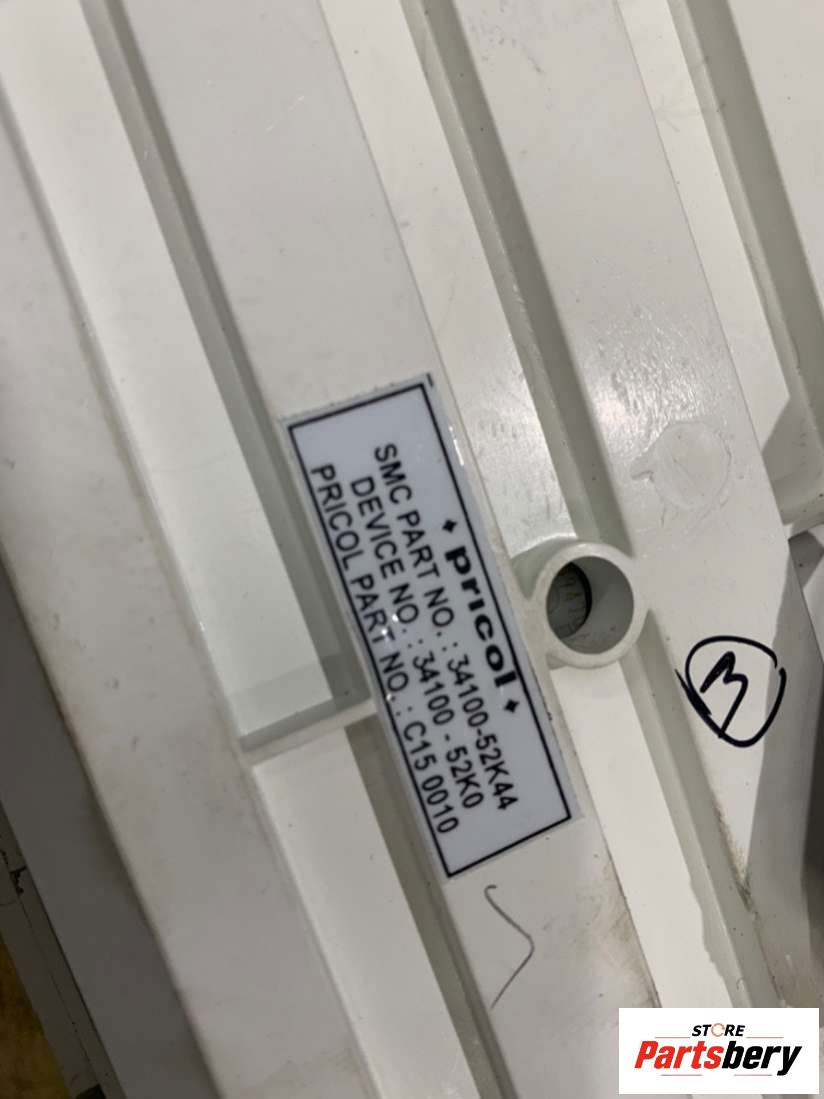 pricol
SMC PART NO. : 34100-52K44
DEVICE NO. : 34100 - 52K0
PRICOL PART NO. : C15 0010
3
STORE
Partsbery